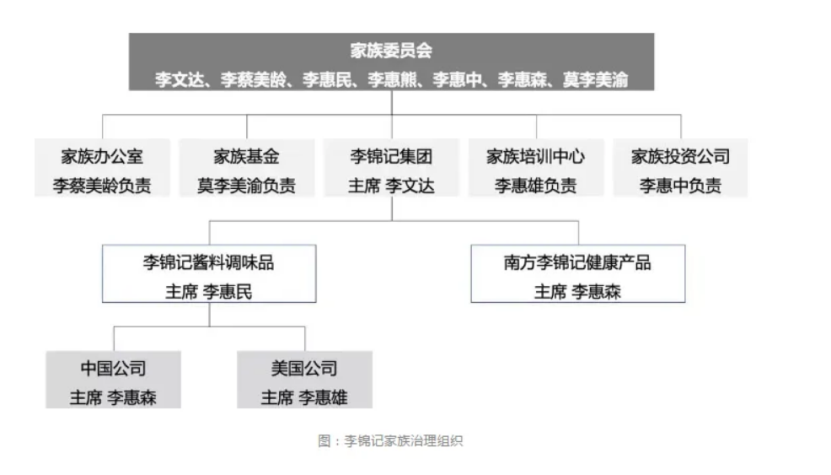 家族委员会
李文达、李蔡美龄、李惠民、李惠熊、李惠中、李惠森、莫李美渝
家族办公室
李蔡美龄负责
家族基金
莫李美渝负责
李锦记集团
主席 李文达
家族培训中心
李惠雄负责
家族投资公司
李惠中负责
李锦记酱料调味品
主席 李惠民
南方李锦记健康产品
主席 李惠森
中国公司
主席 李惠森
美国公司
主席 李惠雄
图：李锦记家族治理组织